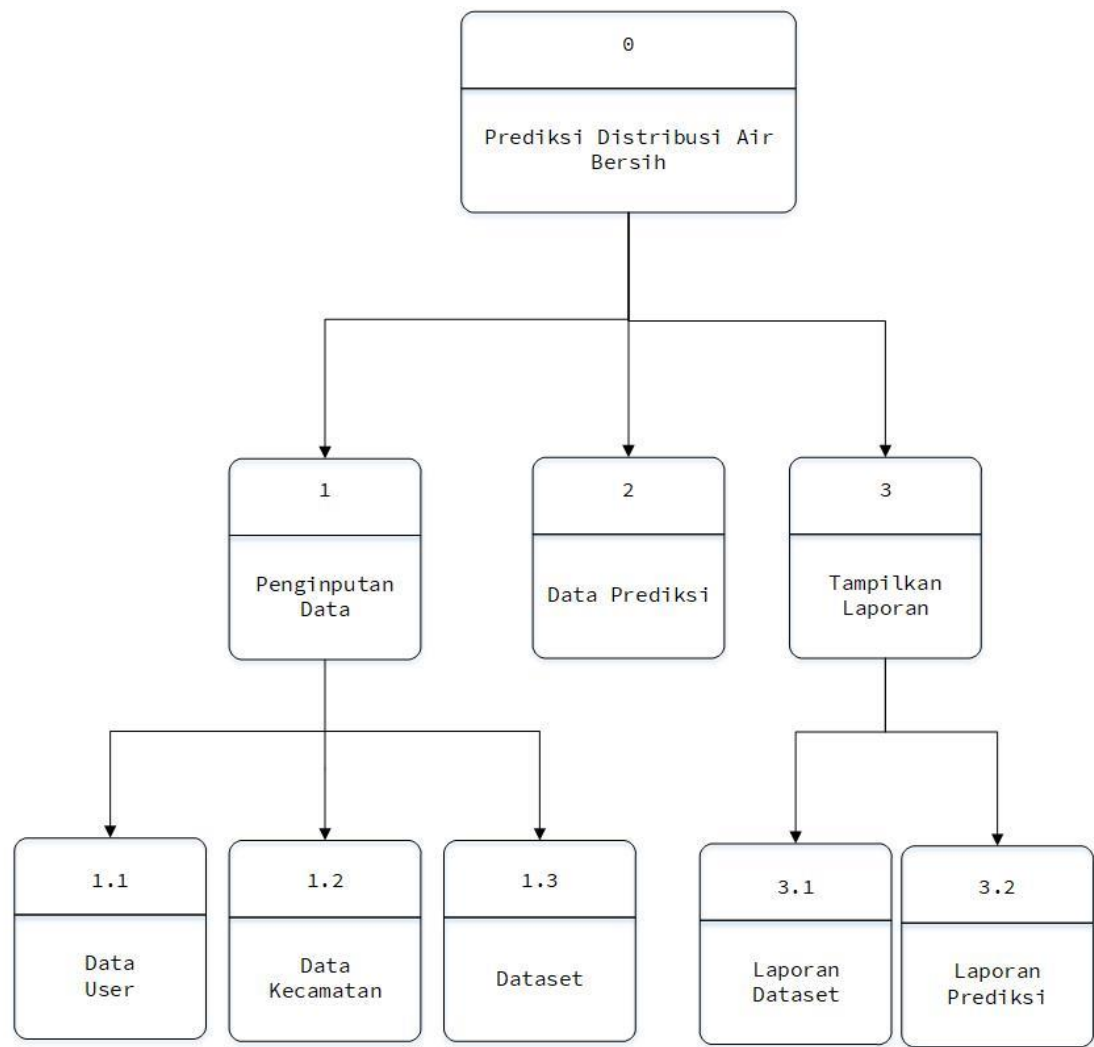 0
Prediksi Distribusi Air
Bersih
1
Penginputan
Data
2
Data Prediksi
3
Tampilkan
Laporan
1.1
Data
User
1.2
Data
Kecamatan
1.3
Dataset
3.1
Laporan
Dataset
3.2
Laporan
Prediksi